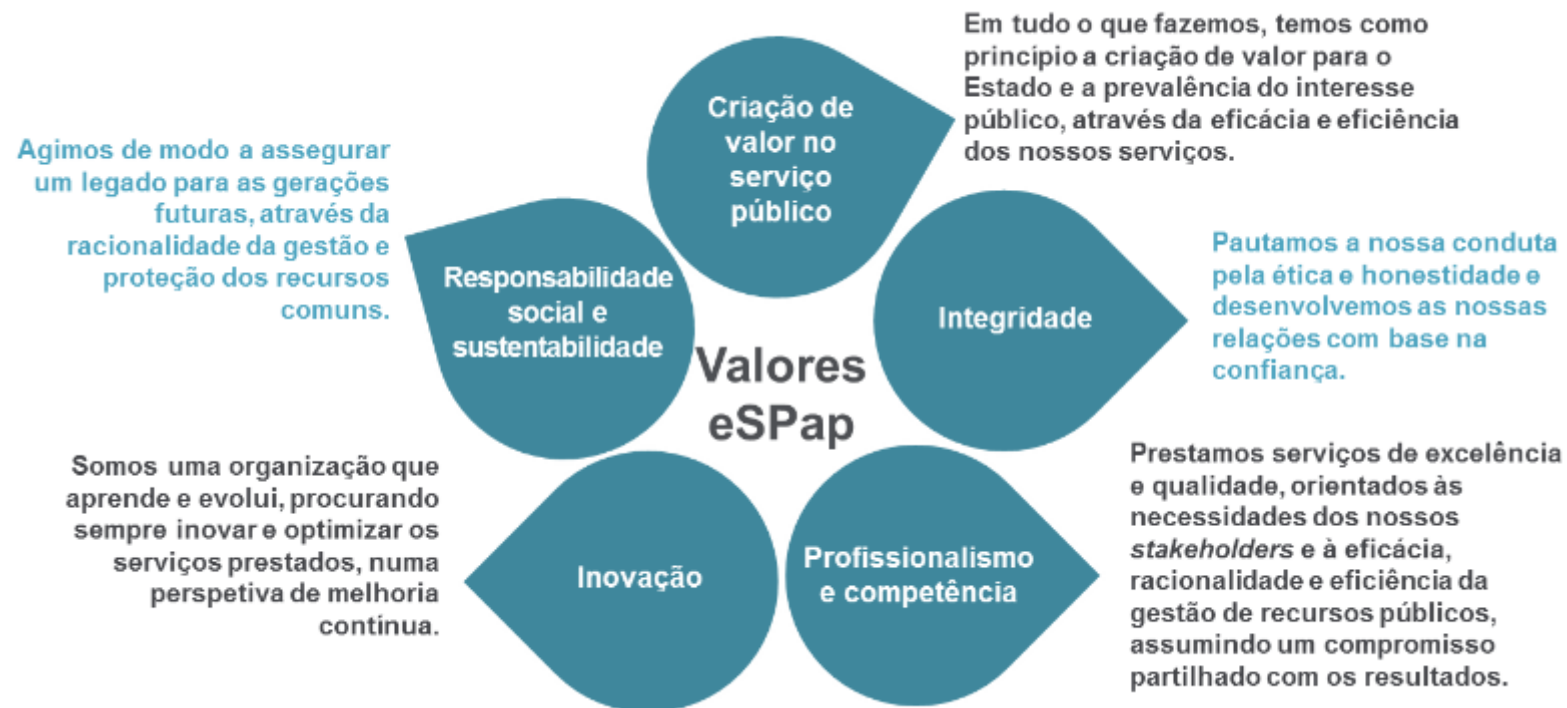 Criação de
valor no
serviço
público
Em tudo o que fazemos, temos como
princípio a criação de valor para o
Estado e a prevalência do interesse
público, através da eficácia e eficiência
dos nossos serviços.
Integridade
Pautamos a nossa conduta
pela ética e honestidade e
desenvolvemos as nossas
relações com base na
confiança.
Profissionalismo
e competência
Prestamos serviços de excelência
e qualidade, orientados às
necessidades dos nossos
stakeholders e à eficácia,
racionalidade e eficiência da
gestão de recursos públicos,
assumindo um compromisso
partilhado com os resultados.
Inovação
Somos uma organização que
aprende e evolui, procurando
sempre inovar e optimizar os
serviços prestados, numa
perspetiva de melhoria
contínua.
Responsabilidade
social e
sustentabilidade
Agimos de modo a assegurar
um legado para as gerações
futuras, através da
racionalidade da gestão e
proteção dos recursos
comuns.
Valores
eSPap